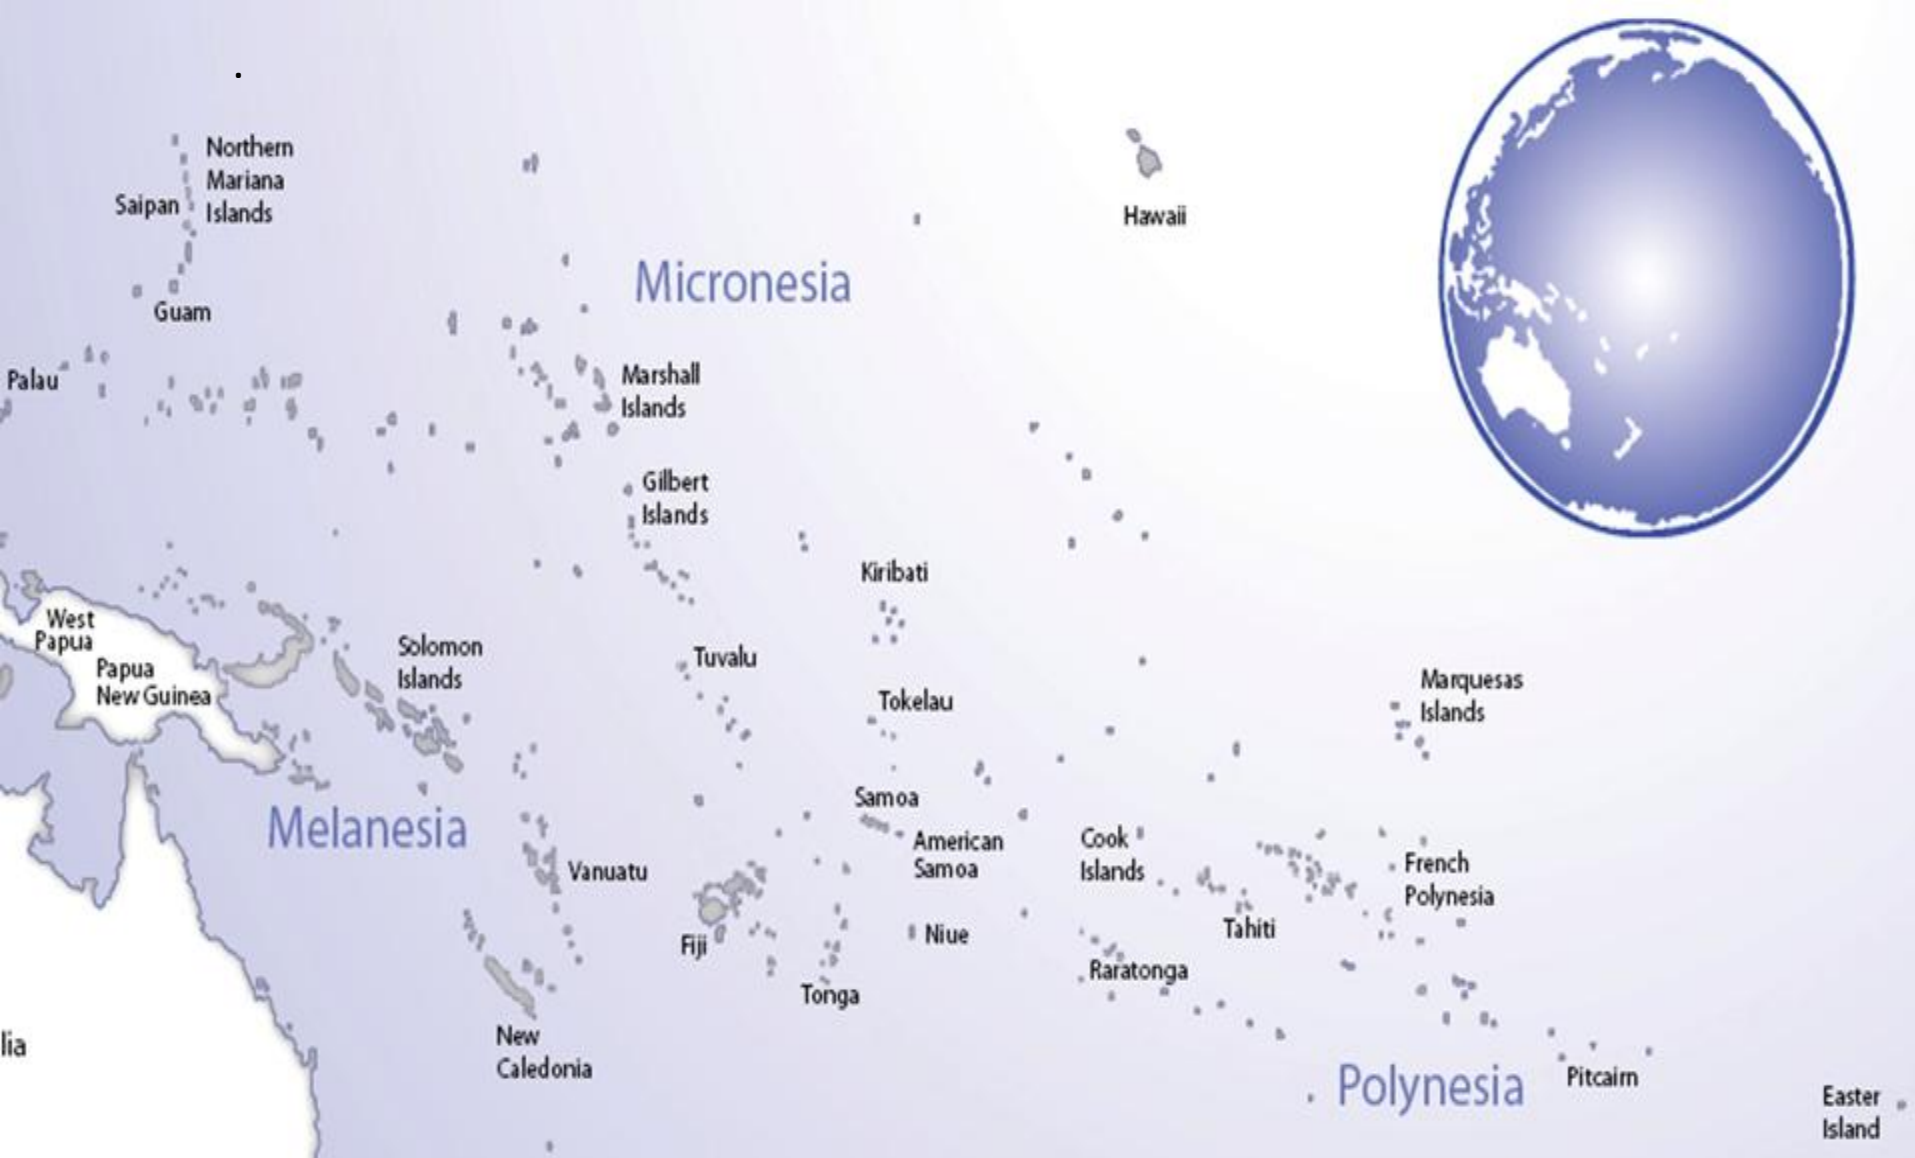 Northern
Mariana
Islands
Saipan
Guam
Hawaii
Micronesia
Palau
Marshall
Islands
Gilbert
Islands
Kiribati
West
Papua
Papua
New Guinea
Solomon
Islands
Tuvalu
Tokelau
Marquesas
Islands
Melanesia
Samoa
American
Samoa
Cook
Islands
French
Polynesia
Vanuatu
Fiji
Niue
Tahiti
Raratonga
Tonga
New
Caledonia
lia
Polynesia
Pitcairn
Easter
Island